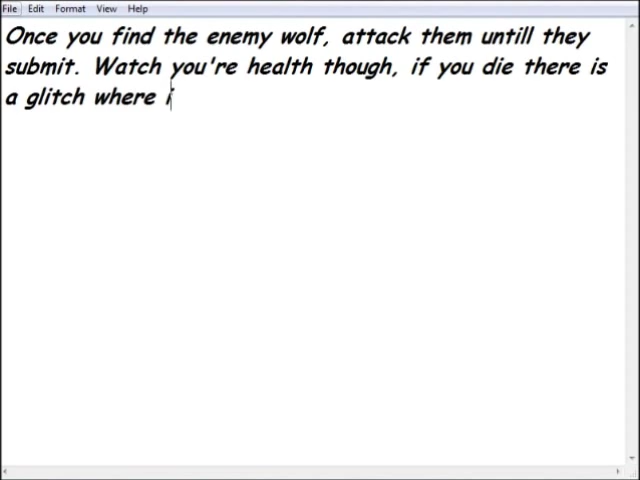 File Edit Format View Help
Once you find the enemy wolf, attack them untill they
submit. Watch you're health though, if you die there is
a glitch where i